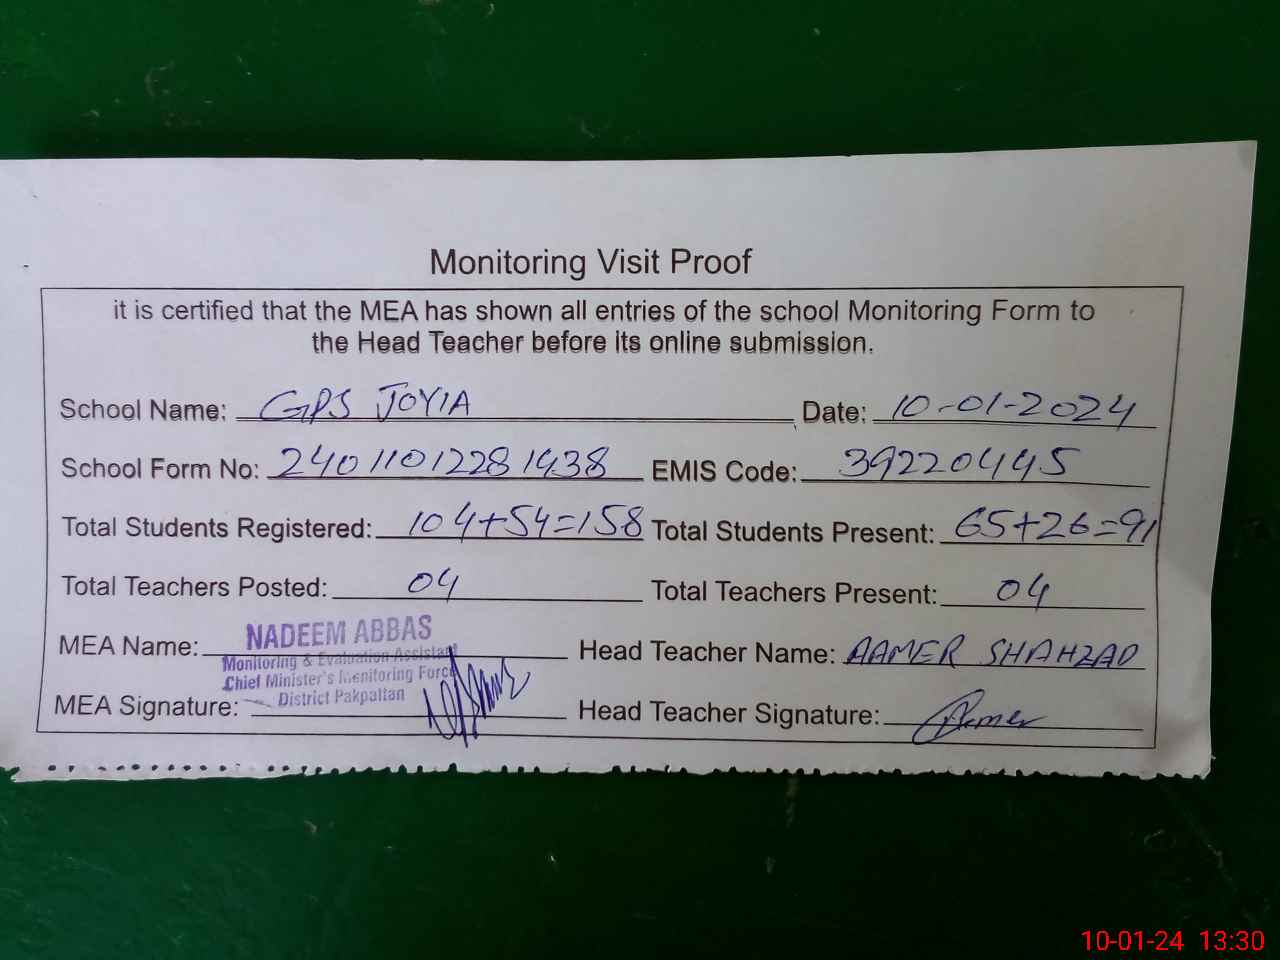 Monitoring Visit Proof
it is certified that the MEA has shown all entries of the school Monitoring Form to
the Head Teacher before its online submission.
School Name: GPS JOYIA Date: 10-01-2024
School Form No: 240110122281438 EMIS Code: 39220445
Total Students Registered: 104+54=158 Total Students Present: 65+26=91
Total Teachers Posted: 04 Total Teachers Present: 04
MEA Name: NADEEM ABBAS Head Teacher Name: AAMER SHAHZAD
Monitoring & Evaluation Assistant
Chief Minister's Monitoring Force
District Pakpattan
MEA Signature: Head Teacher Signature: Aamer
10-01-24 13:30